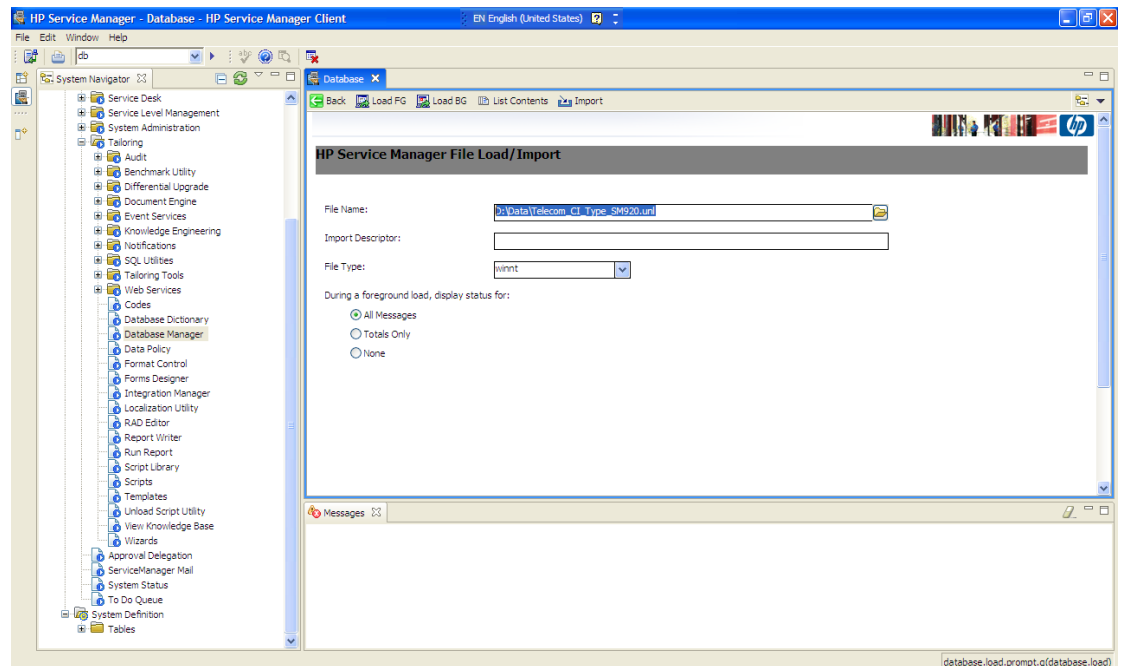 HP Service Manager - Database - HP Service Manager Client
EN English (United States)
File Edit Window Help
db
System Navigator
Service Desk
Service Level Management
System Administration
Tailoring
Audit
Benchmark Utility
Differential Upgrade
Document Engine
Event Services
Knowledge Engineering
Notifications
SQL Utilities
Tailoring Tools
Web Services
Codes
Database Dictionary
Database Manager
Data Policy
Format Control
Forms Designer
Integration Manager
Localization Utility
RAD Editor
Report Writer
Run Report
Script Library
Scripts
Templates
Unload Script Utility
View Knowledge Base
Wizards
Approval Delegation
ServiceManager Mail
System Status
To Do Queue
System Definition
Tables
Database
Back Load FG Load BG List Contents Import
hp
HP Service Manager File Load/Import
File Name:
D:\Data\Telecom_CI_Type_SM920.unl
Import Descriptor:
File Type:
winnt
During a foreground load, display status for:
All Messages
Totals Only
None
Messages
database.load.prompt.g(database.load)